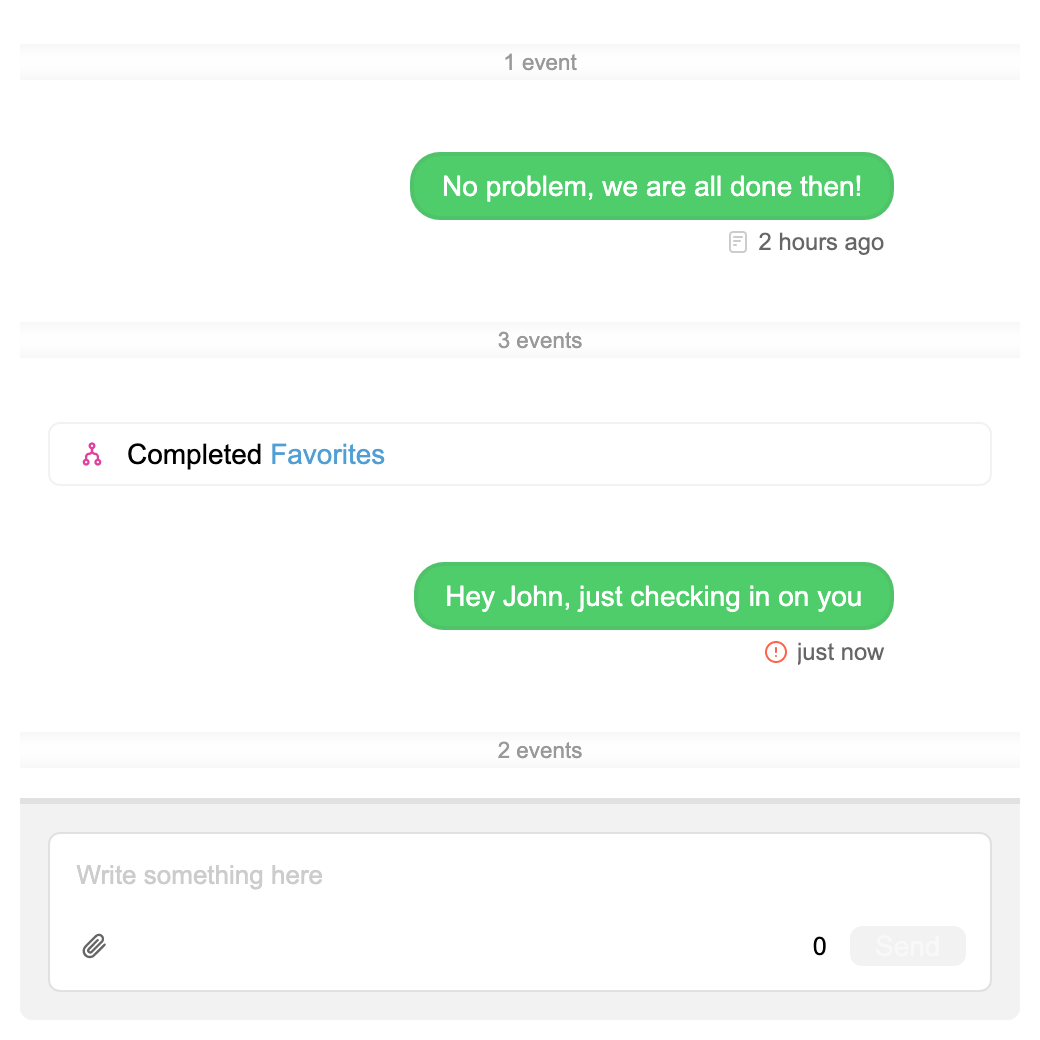 1 event
No problem, we are all done then!
2 hours ago
3 events
Completed Favorites
Hey John, just checking in on you
just now
2 events
Write something here
0 Send